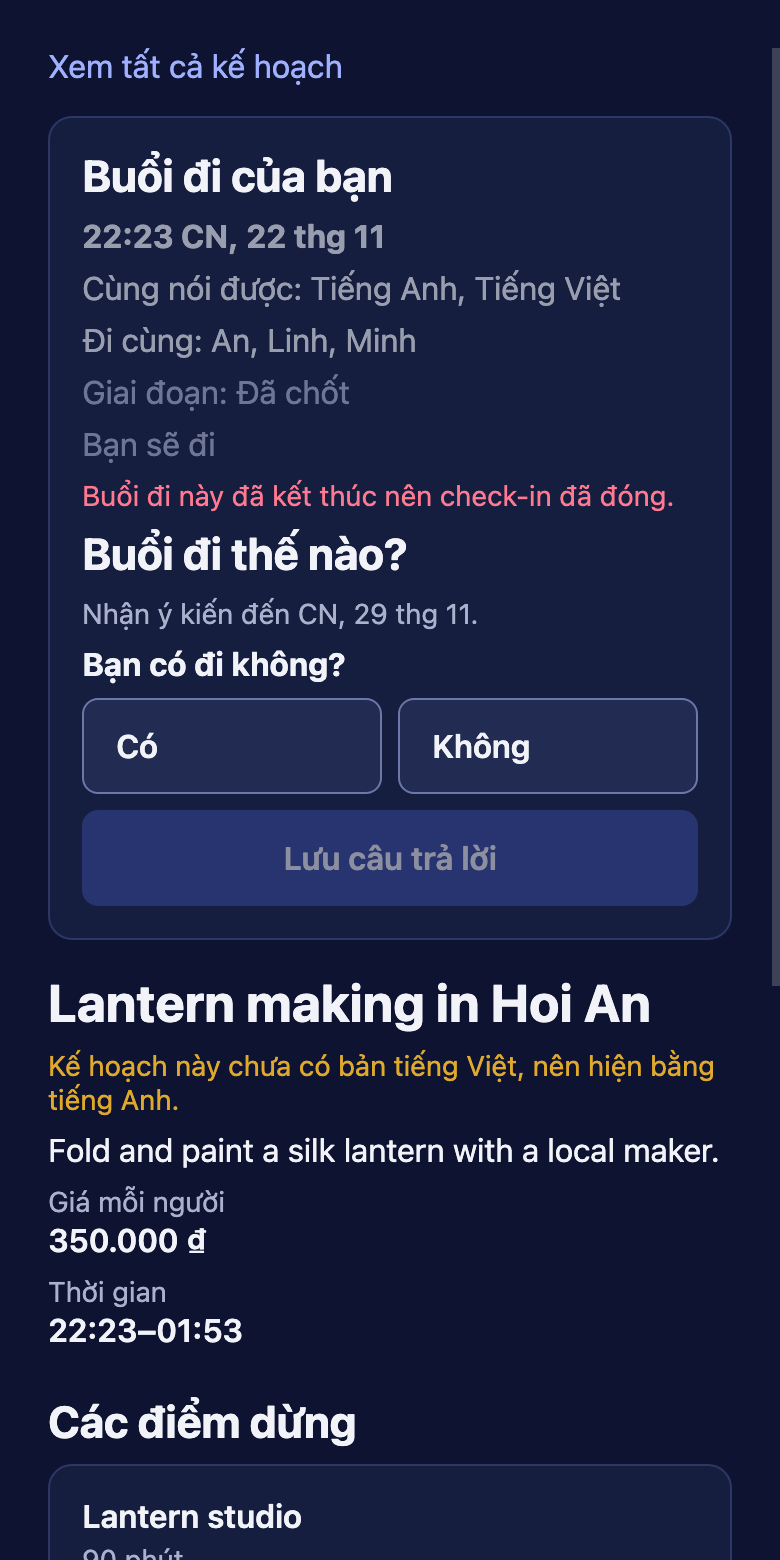 Xem tất cả kế hoạch
Buổi đi của bạn
22:23 CN, 22 thg 11
Cùng nói được: Tiếng Anh, Tiếng Việt
Đi cùng: An, Linh, Minh
Giai đoạn: Đã chốt
Bạn sẽ đi
Buổi đi này đã kết thúc nên check-in đã đóng.
Buổi đi thế nào?
Nhận ý kiến đến CN, 29 thg 11.
Bạn có đi không?
Có
Không
Lưu câu trả lời
Lantern making in Hoi An
Kế hoạch này chưa có bản tiếng Việt, nên hiện bằng
tiếng Anh.
Fold and paint a silk lantern with a local maker.
Giá mỗi người
350.000 ₫
Thời gian
22:23–01:53
Các điểm dừng
Lantern studio
90 phút